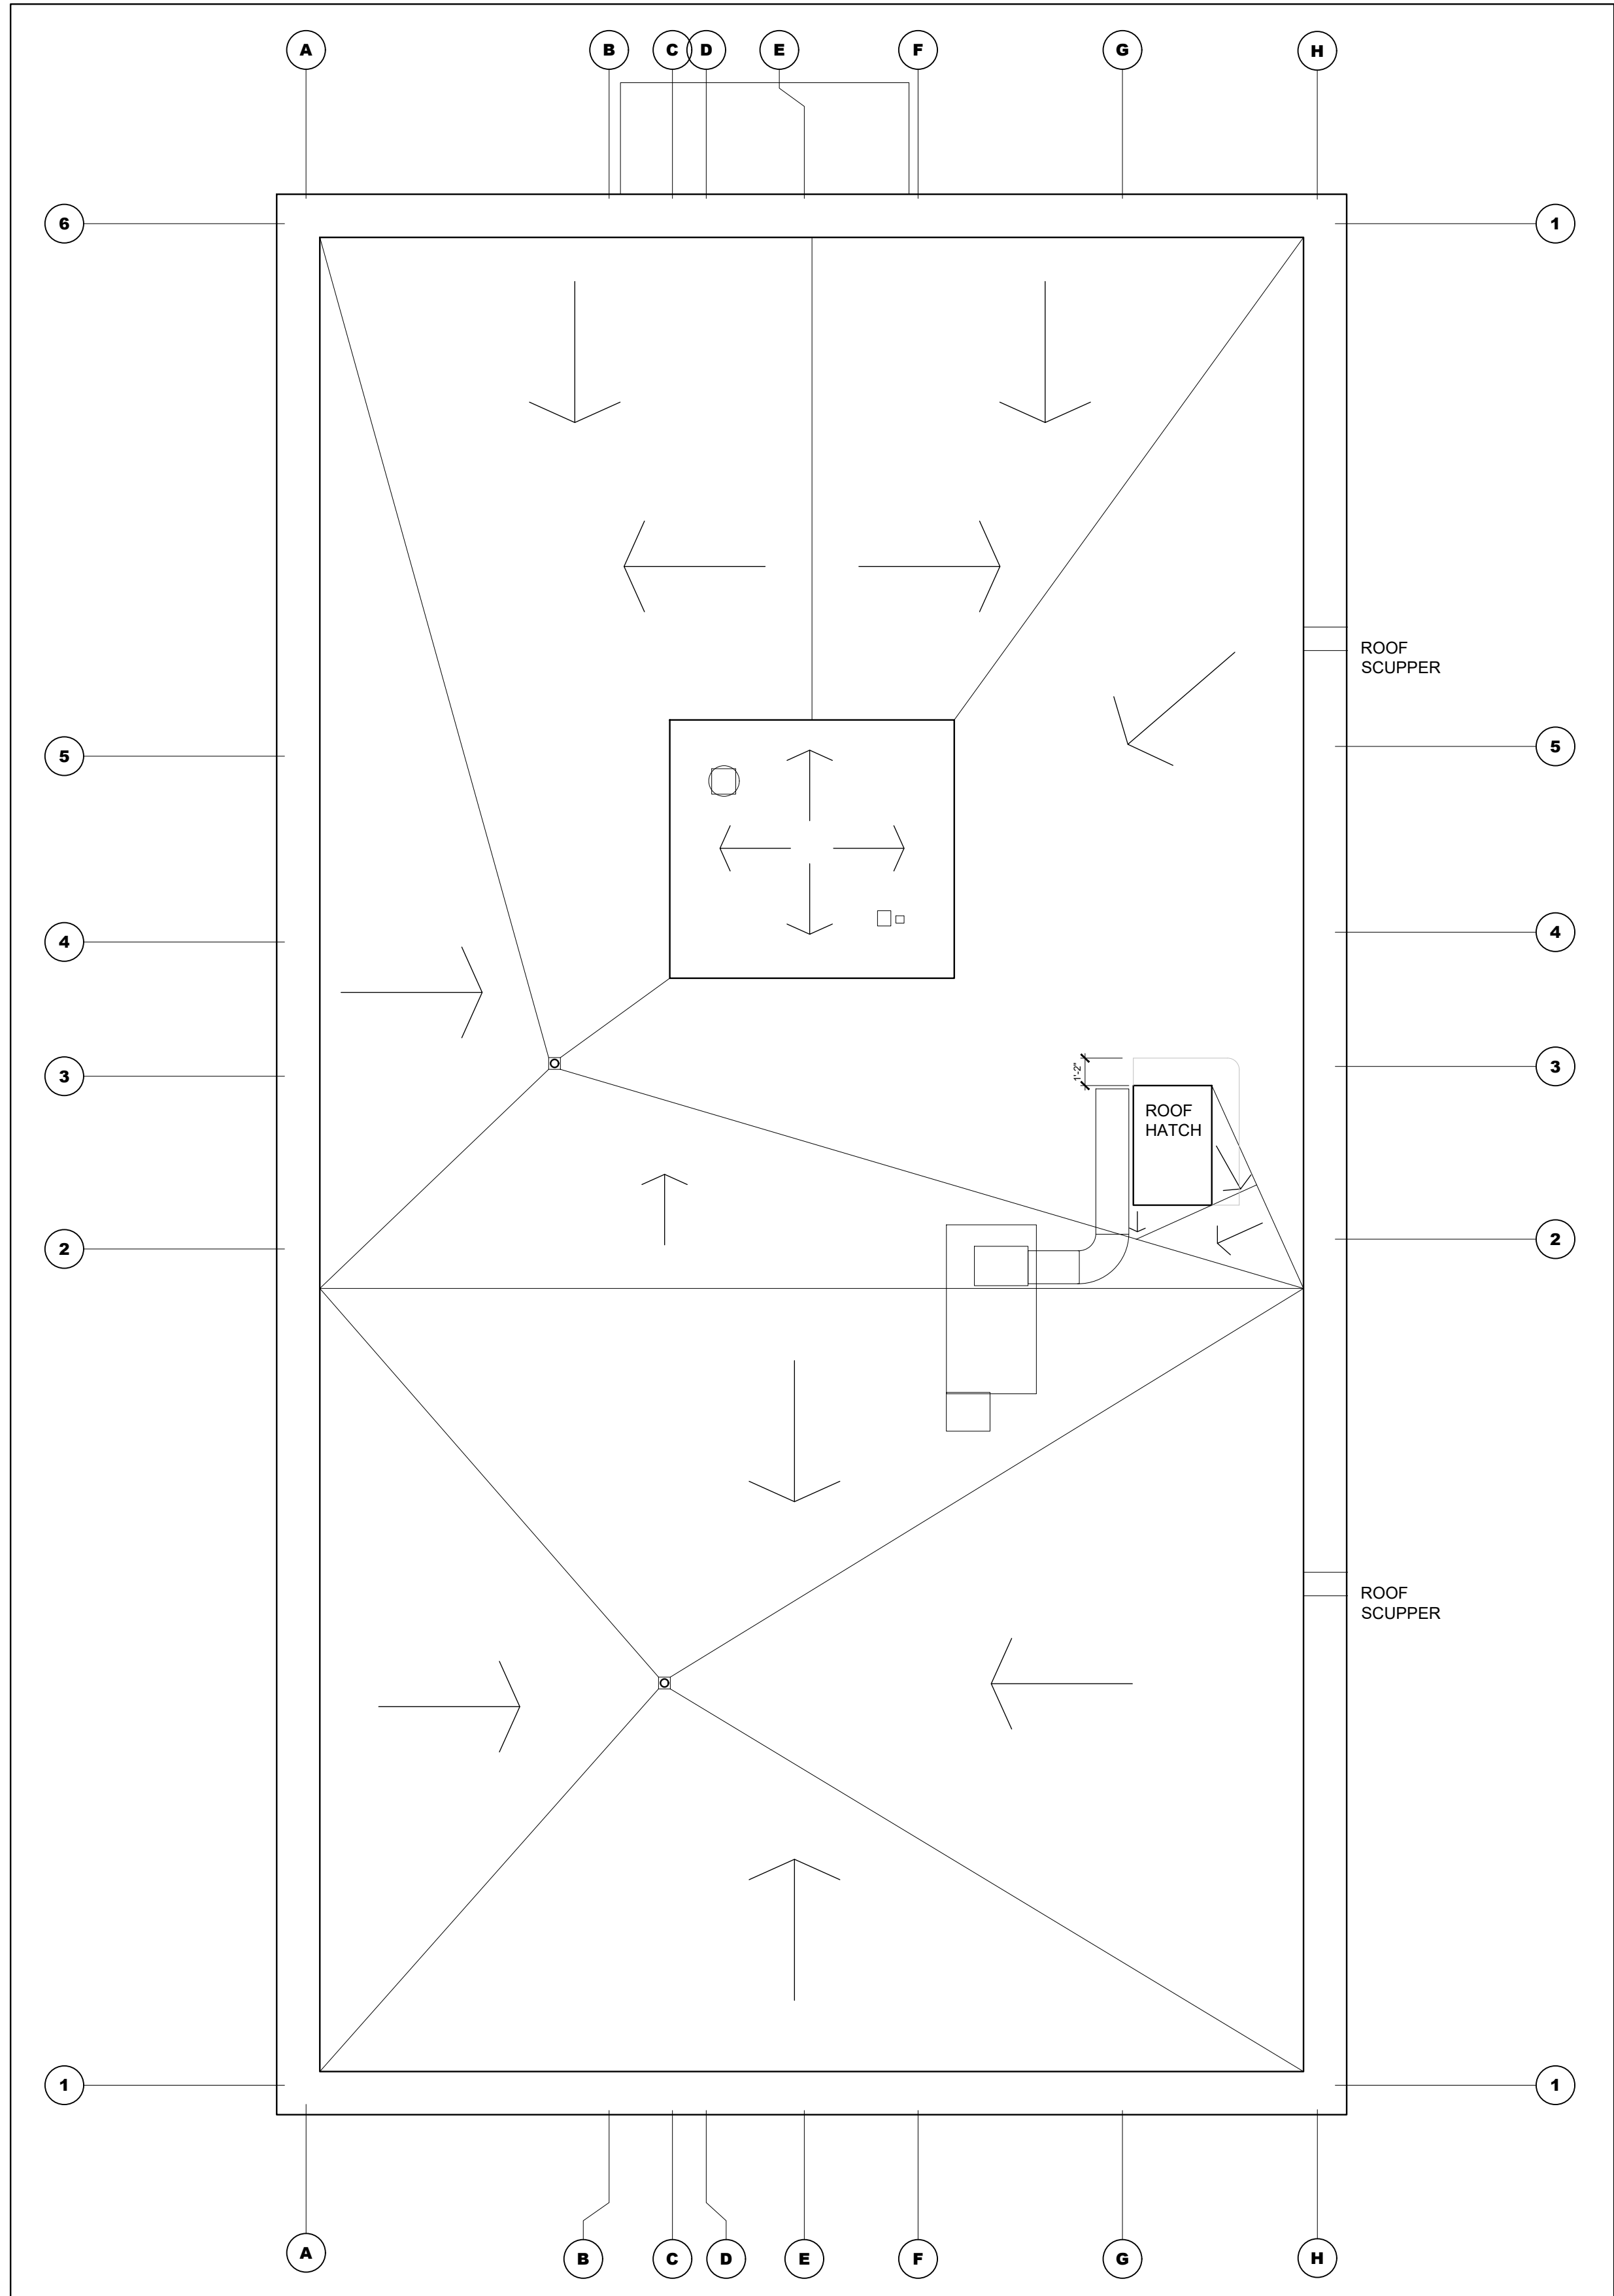 A B C D E F G H
6 1
ROOF
SCUPPER
5 5
4 4
3 3
1'-2"
ROOF
HATCH
2 2
ROOF
SCUPPER
1 1
A B C D E F G H